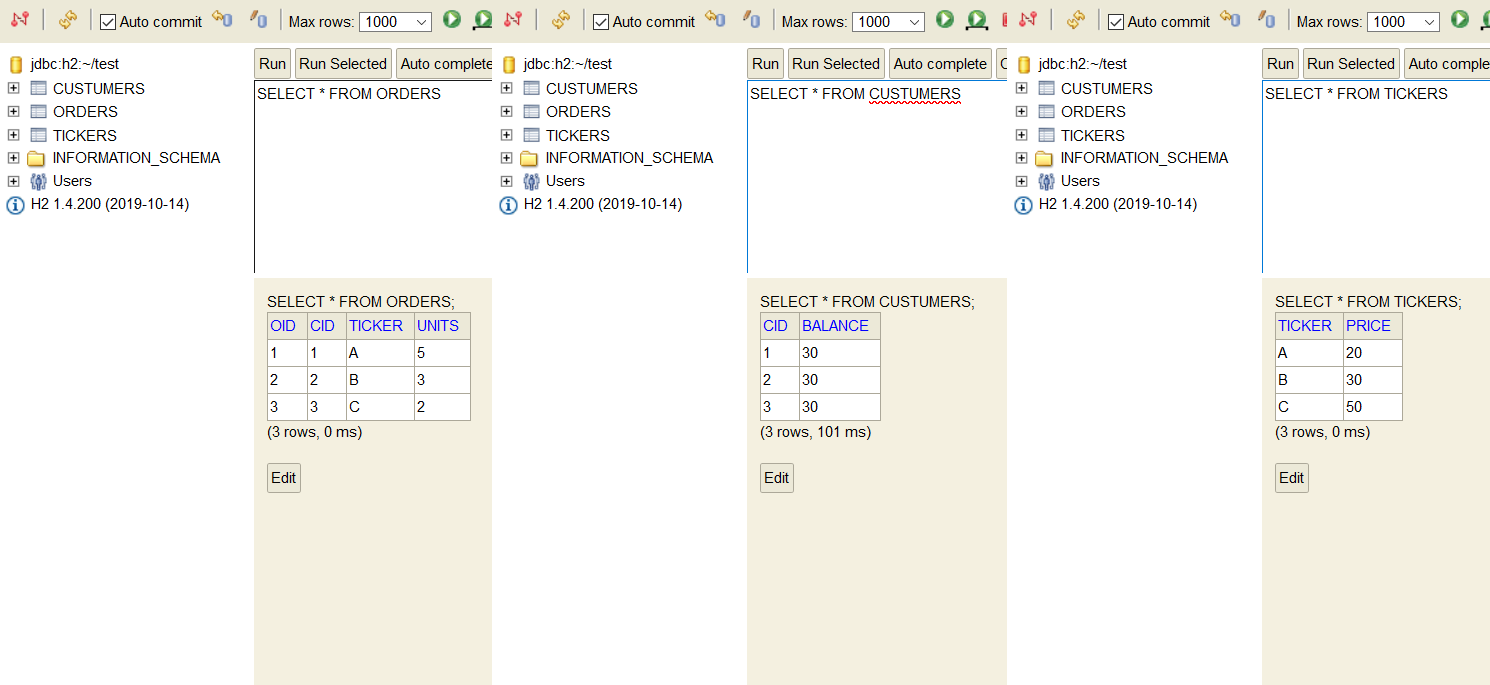 Auto commit Max rows: 1000
jdbc:h2:~/test
CUSTUMERS
ORDERS
TICKERS
INFORMATION_SCHEMA
Users
H2 1.4.200 (2019-10-14)
Run Run Selected Auto complete
SELECT * FROM ORDERS
SELECT * FROM ORDERS;
OID CID TICKER UNITS
1 1 A 5
2 2 B 3
3 3 C 2
(3 rows, 0 ms)
Edit
Auto commit Max rows: 1000
jdbc:h2:~/test
CUSTUMERS
ORDERS
TICKERS
INFORMATION_SCHEMA
Users
H2 1.4.200 (2019-10-14)
Run Run Selected Auto complete
SELECT * FROM CUSTUMERS
SELECT * FROM CUSTUMERS;
CID BALANCE
1 30
2 30
3 30
(3 rows, 101 ms)
Edit
Auto commit Max rows: 1000
jdbc:h2:~/test
CUSTUMERS
ORDERS
TICKERS
INFORMATION_SCHEMA
Users
H2 1.4.200 (2019-10-14)
Run Run Selected Auto comple
SELECT * FROM TICKERS
SELECT * FROM TICKERS;
TICKER PRICE
A 20
B 30
C 50
(3 rows, 0 ms)
Edit